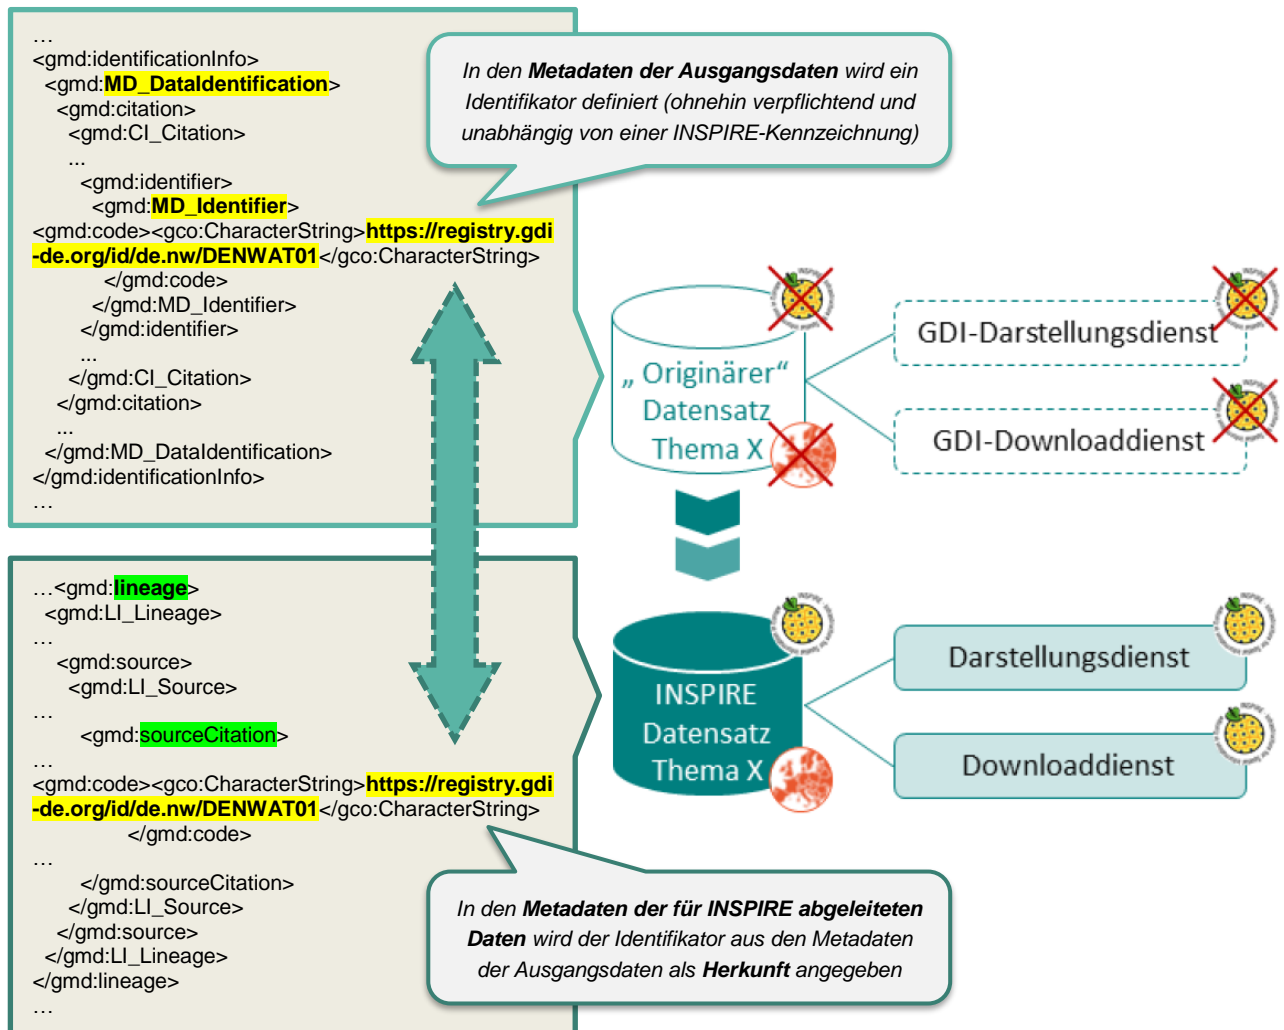 …
<gmd:identificationInfo>
<gmd:MD_DataIdentification>
<gmd:citation>
<gmd:CI_Citation>
...
<gmd:identifier>
<gmd:MD_Identifier>
<gmd:code><gco:CharacterString>https://registry.gdi
-de.org/id/de.nw/DENWAT01</gco:CharacterString>
</gmd:code>
</gmd:MD_Identifier>
</gmd:identifier>
...
</gmd:CI_Citation>
</gmd:citation>
...
</gmd:MD_DataIdentification>
</gmd:identificationInfo>
…
In den Metadaten der Ausgangsdaten wird ein
Identifikator definiert (ohnehin verpflichtend und
unabhängig von einer INSPIRE-Kennzeichnung)
„ Originärer“
Datensatz
Thema X
GDI-Darstellungsdienst
GDI-Downloaddienst
…<gmd:lineage>
<gmd:LI_Lineage>
…
<gmd:source>
<gmd:LI_Source>
…
<gmd:sourceCitation>
…
<gmd:code><gco:CharacterString>https://registry.gdi
-de.org/id/de.nw/DENWAT01</gco:CharacterString>
</gmd:code>
…
</gmd:sourceCitation>
</gmd:LI_Source>
</gmd:source>
</gmd:LI_Lineage>
</gmd:lineage>
…
INSPIRE
Datensatz
Thema X
Darstellungsdienst
Downloaddienst
In den Metadaten der für INSPIRE abgeleiteten
Daten wird der Identifikator aus den Metadaten
der Ausgangsdaten als Herkunft angegeben